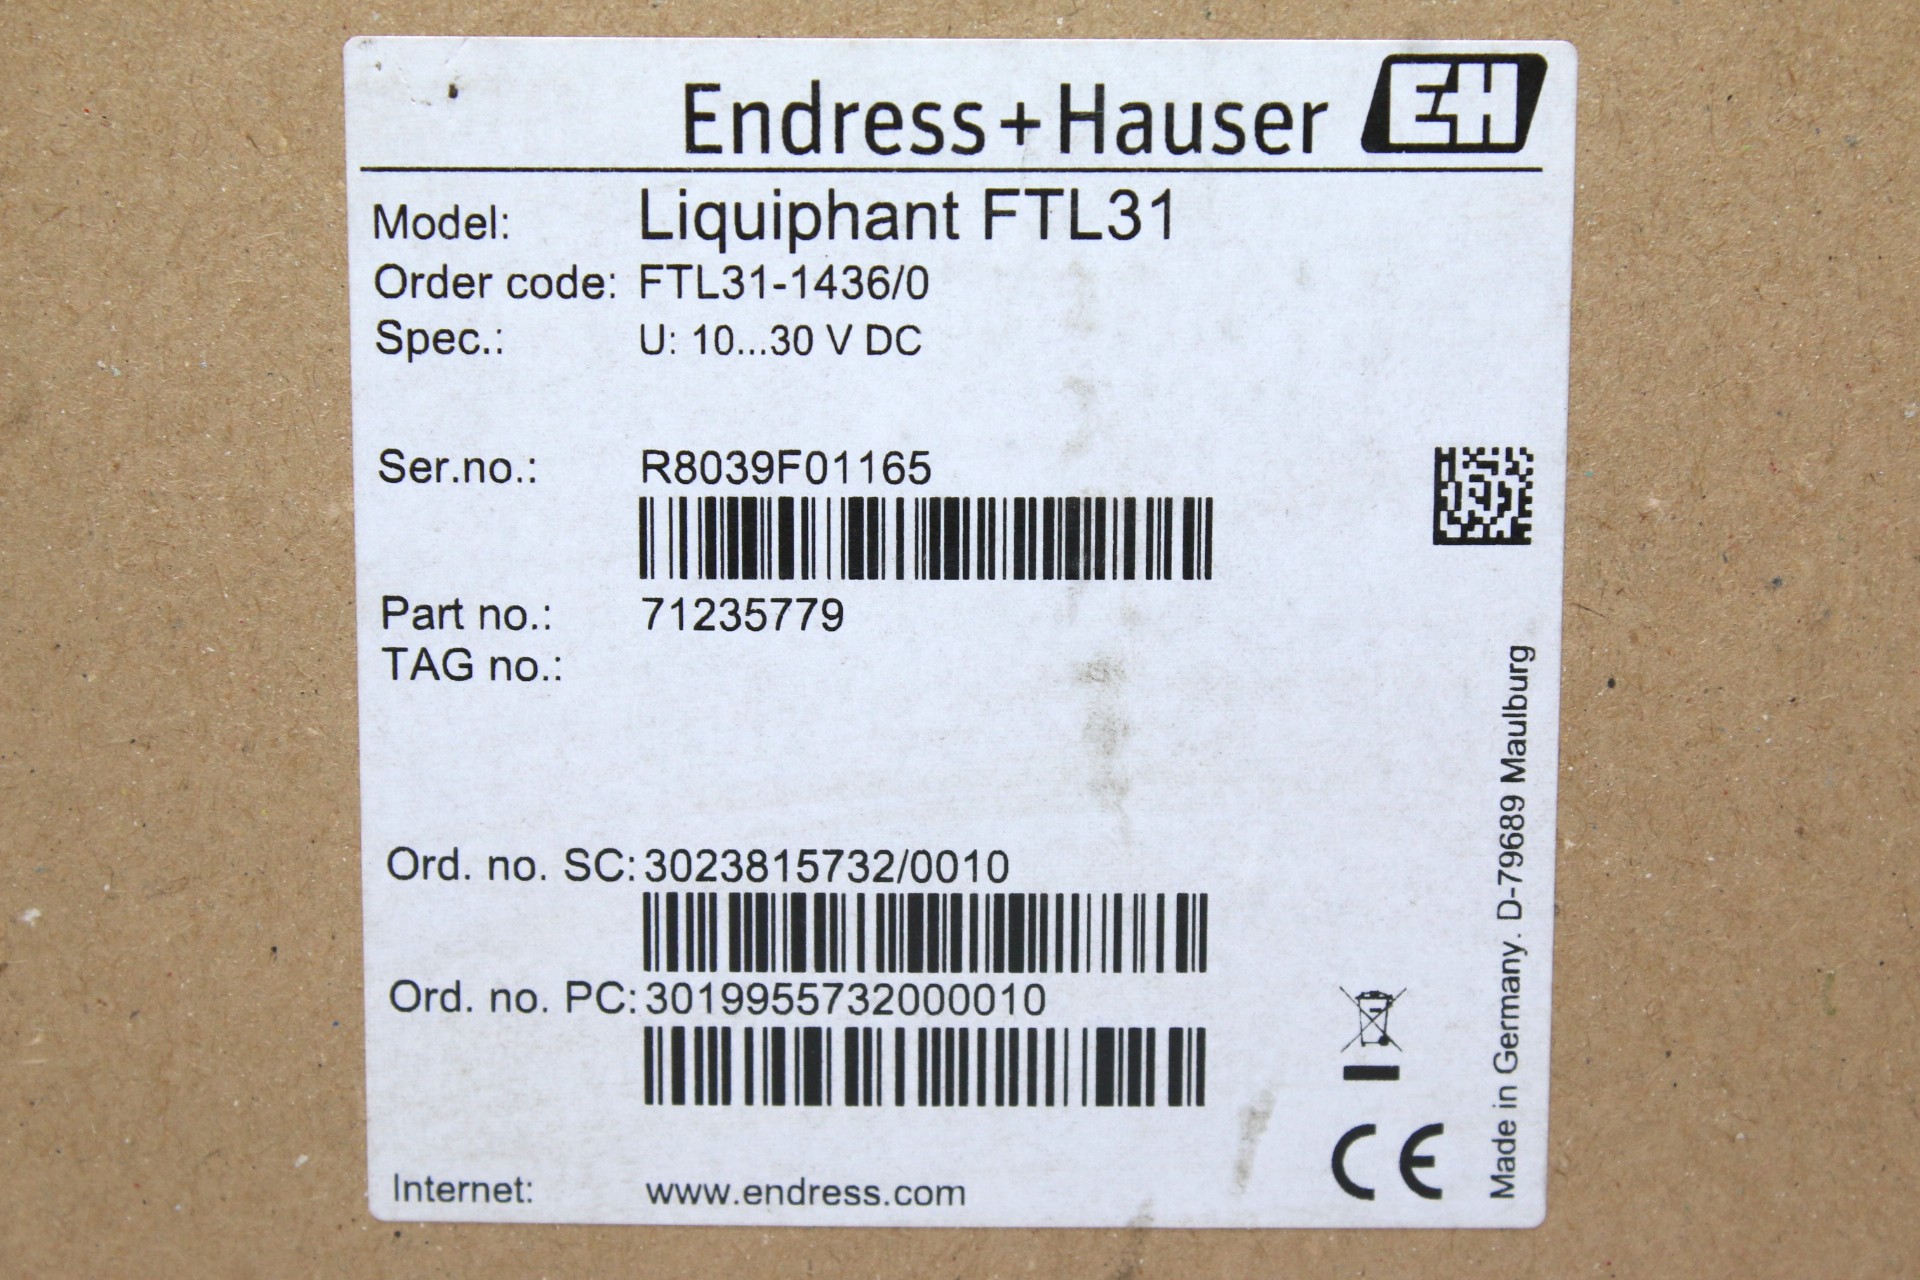 Endress+Hauser EH
Model: Liquiphant FTL31
Order code: FTL31-1436/0
Spec.: U: 10...30 V DC
Ser.no.: R8039F01165
Part no.: 71235779
TAG no.:
Ord. no. SC: 3023815732/0010
Ord. no. PC: 3019955732000010
Internet: www.endress.com
CE
Made in Germany. D-79689 Maulburg